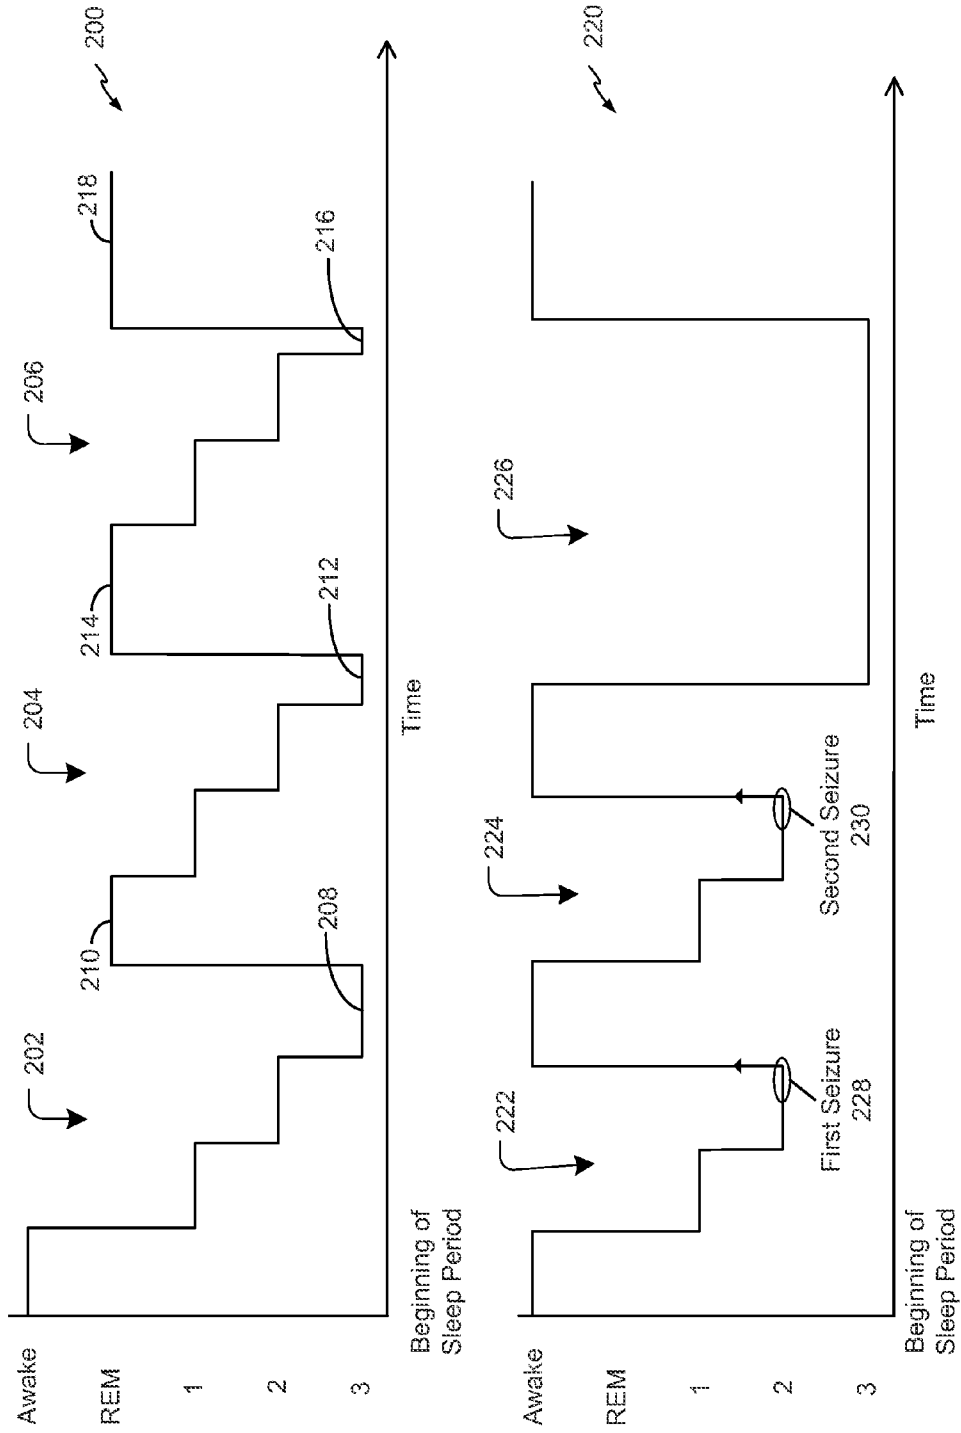 200
Awake
REM
1
2
3
202
204
206
208
210
212
214
216
218
Beginning of
Sleep Period
Time
220
Awake
REM
1
2
3
222
224
226
First Seizure
228
Second Seizure
230
Beginning of
Sleep Period
Time